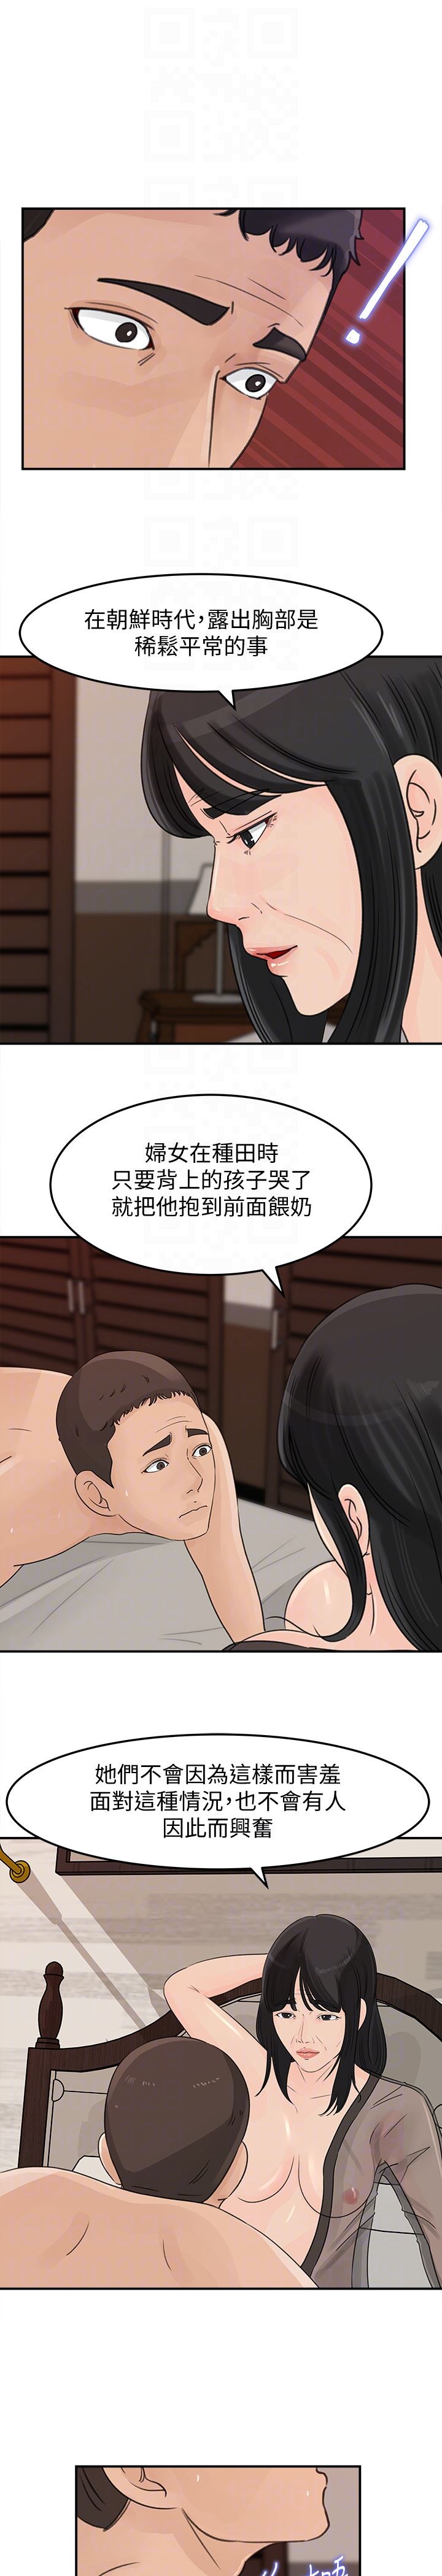 在朝鮮時代，露出胸部是
稀鬆平常的事
婦女在種田時
只要背上的孩子哭了
就把他抱到前面餵奶
她們不會因為這樣而害羞
面對這種情況，也不會有人
因此而興奮